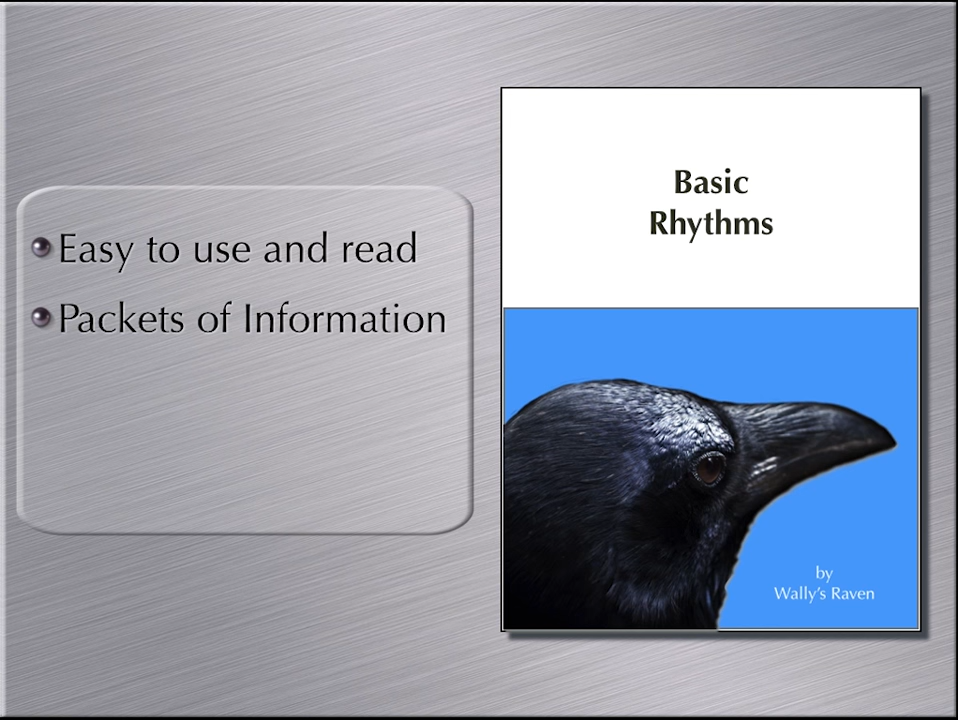 Easy to use and read
Packets of Information
Basic
Rhythms
by
Wally's Raven